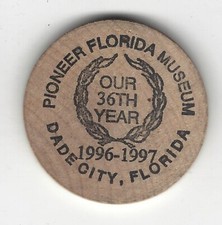 PIONEER FLORIDA MUSEUM
OUR
36TH
YEAR
1996-1997
DADE CITY, FLORIDA